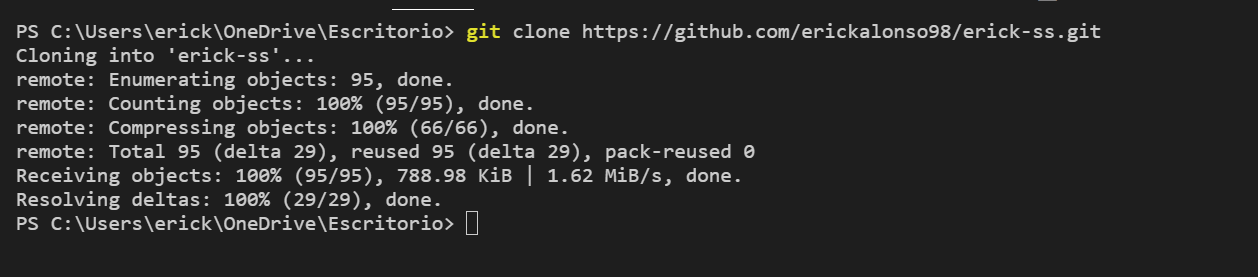 PS C:\Users\erick\OneDrive\Escritorio> git clone https://github.com/erickalonso98/erick-ss.git
Cloning into 'erick-ss'...
remote: Enumerating objects: 95, done.
remote: Counting objects: 100% (95/95), done.
remote: Compressing objects: 100% (66/66), done.
remote: Total 95 (delta 29), reused 95 (delta 29), pack-reused 0
Receiving objects: 100% (95/95), 788.98 KiB | 1.62 MiB/s, done.
Resolving deltas: 100% (29/29), done.
PS C:\Users\erick\OneDrive\Escritorio>